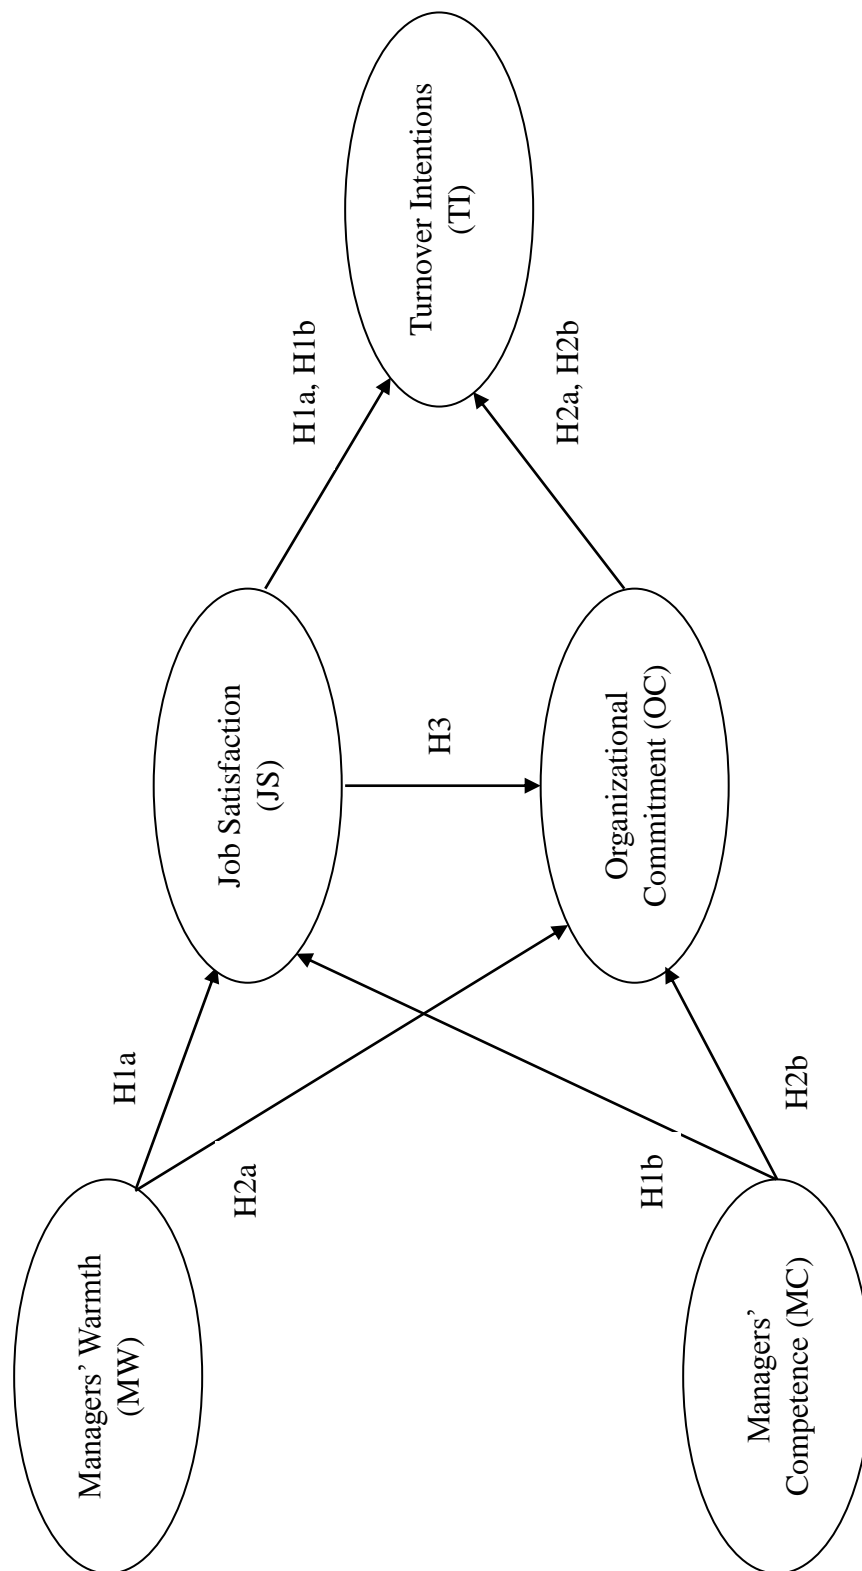 Managers’ Warmth
(MW)
H1a
H2a
Job Satisfaction
(JS)
H1a, H1b
H3
Turnover Intentions
(TI)
Organizational
Commitment (OC)
H2a, H2b
H1b
H2b
Managers’
Competence (MC)